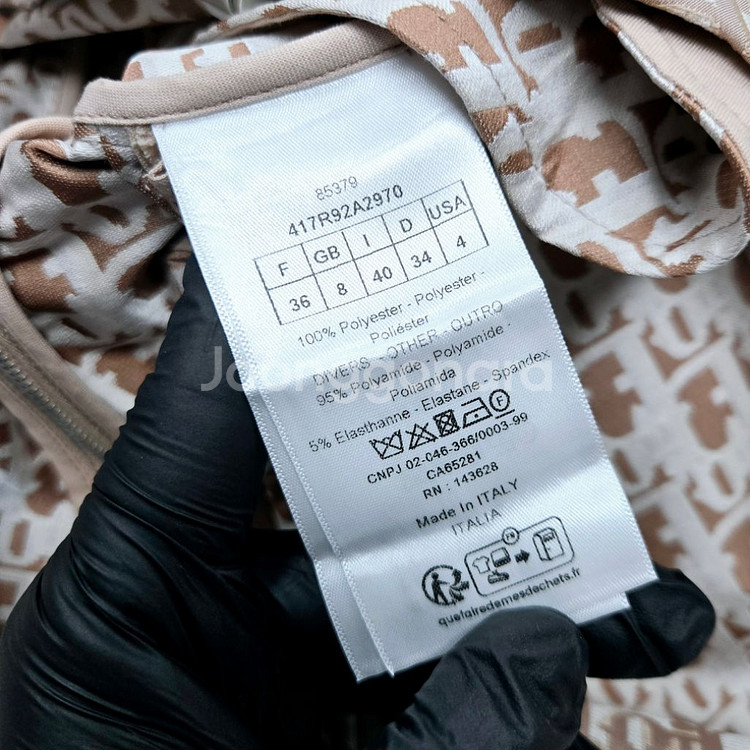 85379
417R92A2970
F GB I D USA
36 8 40 34 4
100% Polyester - Polyester -
Poliéster
DIVERS - OTHER - OUTRO
95% Polyamide - Polyamide -
Poliamida
5% Elasthanne - Elastane - Spandex
F
CNPJ 02-046-366/0003-99
CA65281
RN : 143628
Made in ITALY
ITALIA
FR
quefairedemesdechets.fr